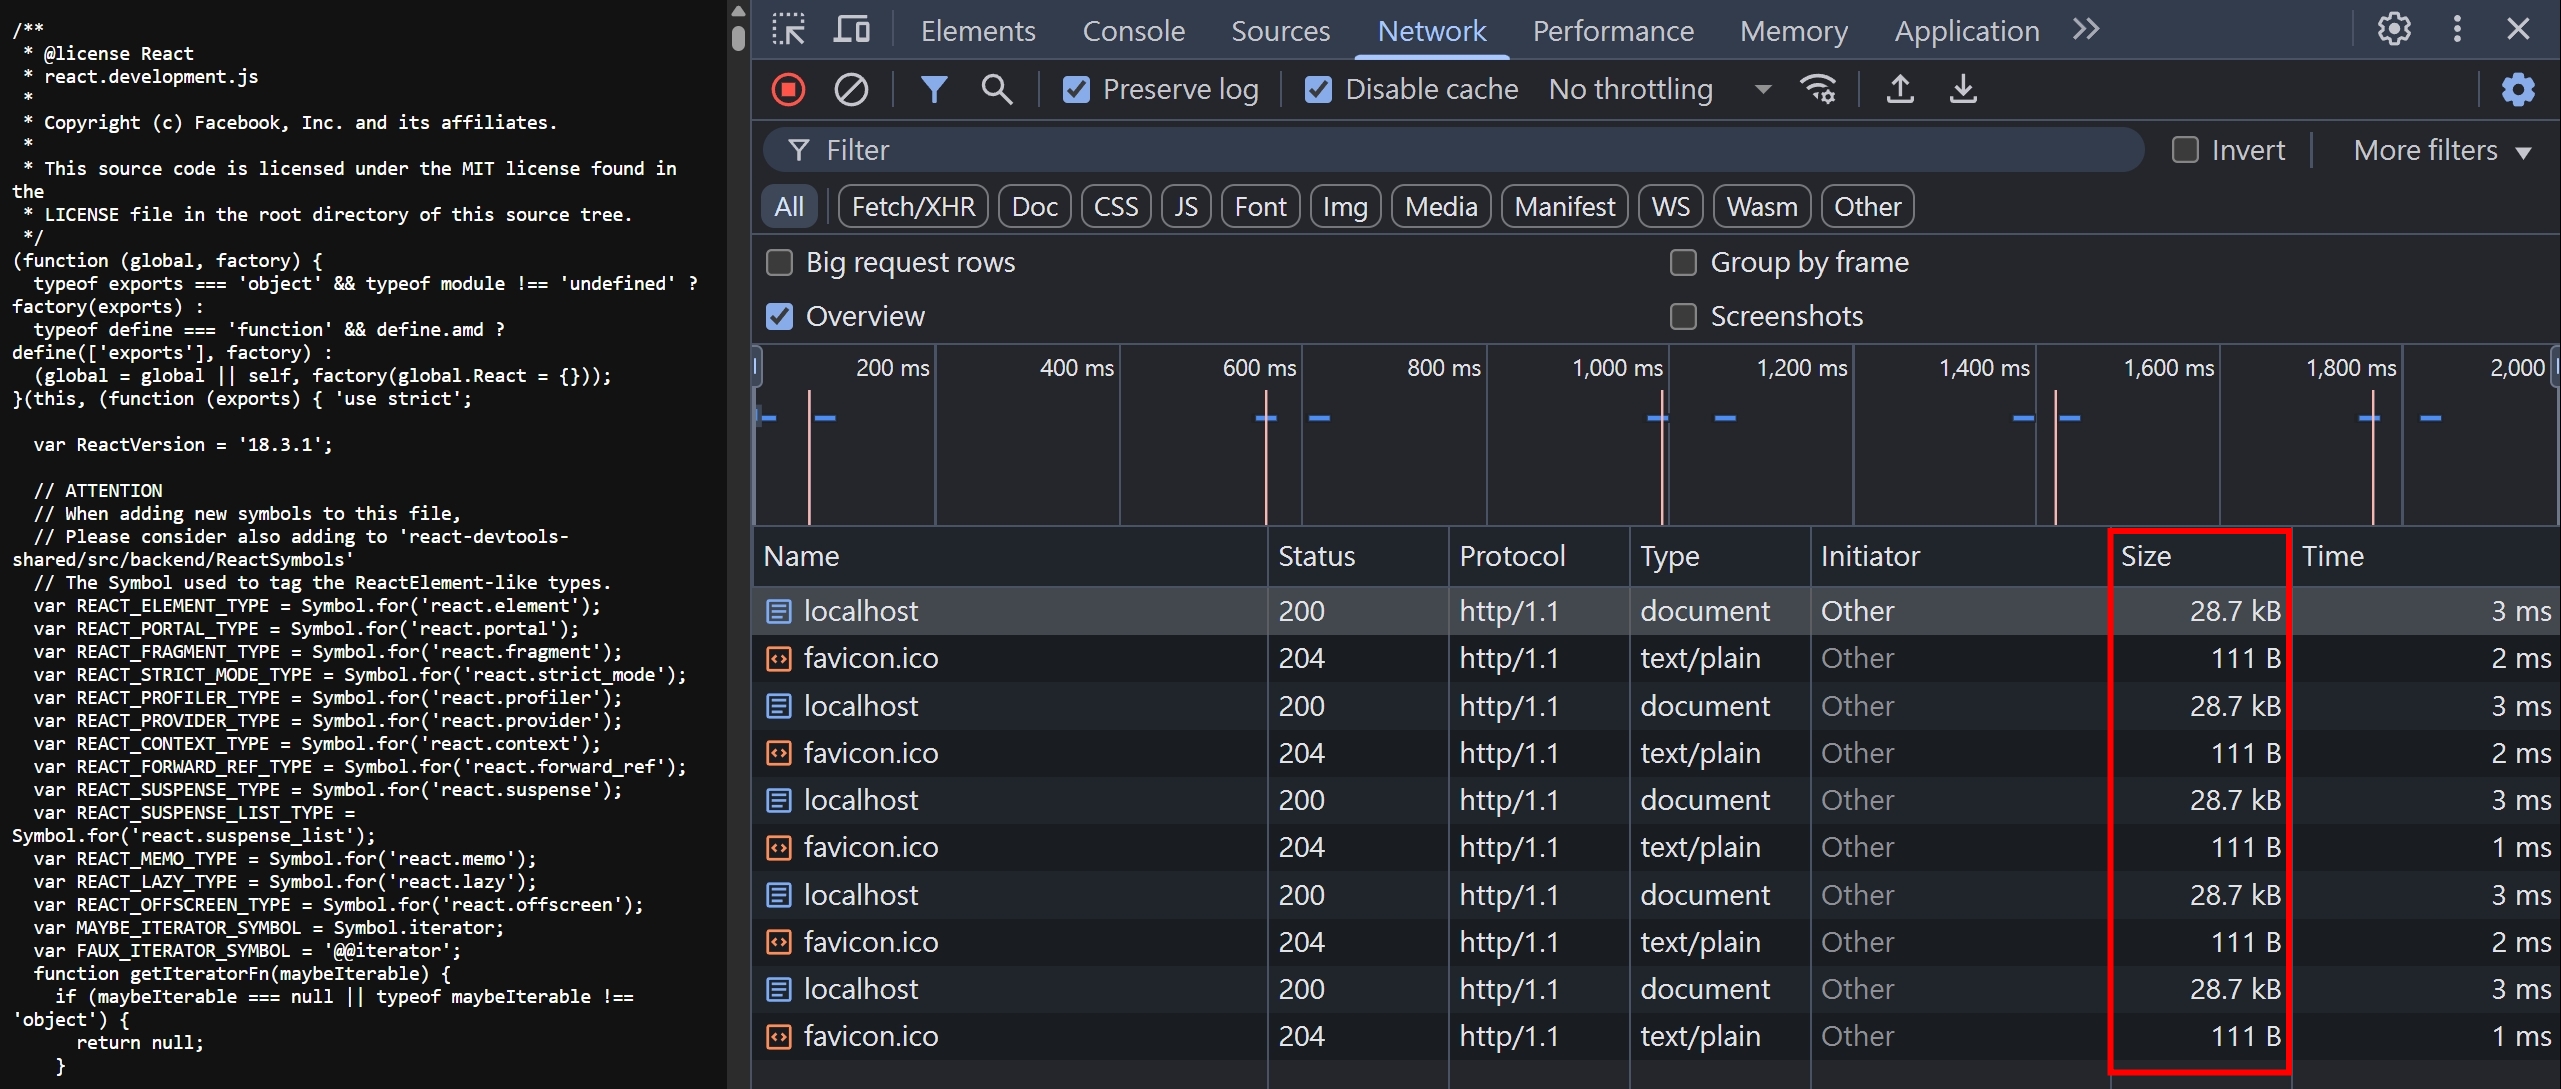 /**
 * @license React
 * react.development.js
 *
 * Copyright (c) Facebook, Inc. and its affiliates.
 *
 * This source code is licensed under the MIT license found in
the
 * LICENSE file in the root directory of this source tree.
 */
(function (global, factory) {
  typeof exports === 'object' && typeof module !== 'undefined' ?
factory(exports) :
  typeof define === 'function' && define.amd ?
define(['exports'], factory) :
  (global = global || self, factory(global.React = {}));
}(this, (function (exports) { 'use strict';
  var ReactVersion = '18.3.1';
  // ATTENTION
  // When adding new symbols to this file,
  // Please consider also adding to 'react-devtools-
shared/src/backend/ReactSymbols'
  // The Symbol used to tag the ReactElement-like types.
  var REACT_ELEMENT_TYPE = Symbol.for('react.element');
  var REACT_PORTAL_TYPE = Symbol.for('react.portal');
  var REACT_FRAGMENT_TYPE = Symbol.for('react.fragment');
  var REACT_STRICT_MODE_TYPE = Symbol.for('react.strict_mode');
  var REACT_PROFILER_TYPE = Symbol.for('react.profiler');
  var REACT_PROVIDER_TYPE = Symbol.for('react.provider');
  var REACT_CONTEXT_TYPE = Symbol.for('react.context');
  var REACT_FORWARD_REF_TYPE = Symbol.for('react.forward_ref');
  var REACT_SUSPENSE_TYPE = Symbol.for('react.suspense');
  var REACT_SUSPENSE_LIST_TYPE =
Symbol.for('react.suspense_list');
  var REACT_MEMO_TYPE = Symbol.for('react.memo');
  var REACT_LAZY_TYPE = Symbol.for('react.lazy');
  var REACT_OFFSCREEN_TYPE = Symbol.for('react.offscreen');
  var MAYBE_ITERATOR_SYMBOL = Symbol.iterator;
  var FAUX_ITERATOR_SYMBOL = '@@iterator';
  function getIteratorFn(maybeIterable) {
    if (maybeIterable === null || typeof maybeIterable !==
'object') {
      return null;
    }
Elements Console Sources Network Performance Memory Application
Preserve log Disable cache No throttling
Filter Invert More filters
All Fetch/XHR Doc CSS JS Font Img Media Manifest WS Wasm Other
Big request rows Group by frame
Overview Screenshots
200 ms 400 ms 600 ms 800 ms 1,000 ms 1,200 ms 1,400 ms 1,600 ms 1,800 ms 2,000
Name Status Protocol Type Initiator Size Time
localhost 200 http/1.1 document Other 28.7 kB 3 ms
favicon.ico 204 http/1.1 text/plain Other 111 B 2 ms
localhost 200 http/1.1 document Other 28.7 kB 3 ms
favicon.ico 204 http/1.1 text/plain Other 111 B 2 ms
localhost 200 http/1.1 document Other 28.7 kB 3 ms
favicon.ico 204 http/1.1 text/plain Other 111 B 1 ms
localhost 200 http/1.1 document Other 28.7 kB 3 ms
favicon.ico 204 http/1.1 text/plain Other 111 B 2 ms
localhost 200 http/1.1 document Other 28.7 kB 3 ms
favicon.ico 204 http/1.1 text/plain Other 111 B 1 ms